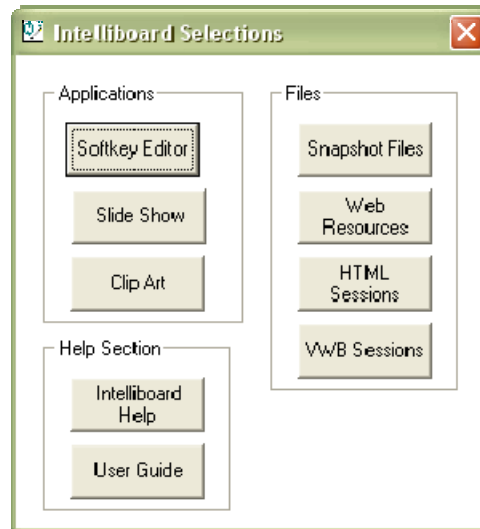 Intelliboard Selections
Applications
Softkey Editor
Slide Show
Clip Art
Files
Snapshot Files
Web
Resources
HTML
Sessions
VWB Sessions
Help Section
Intelliboard
Help
User Guide